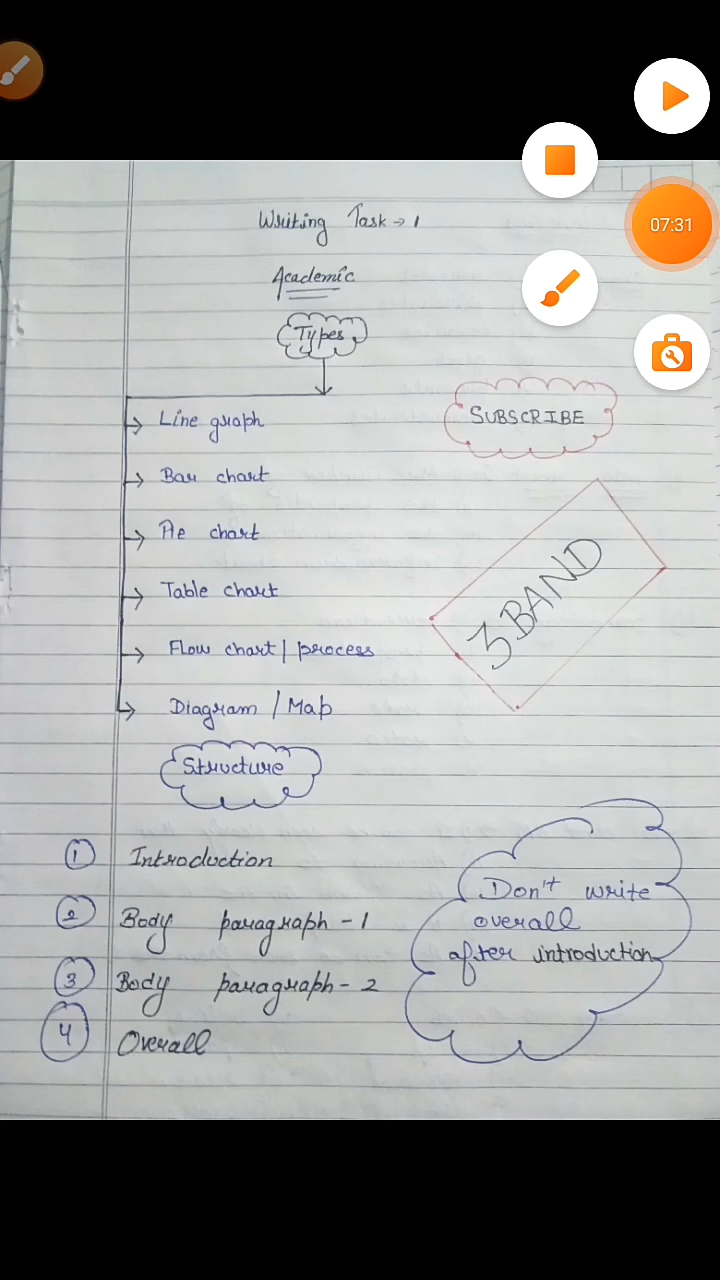 07:31
Writing Task → 1
Academic
Types
Line graph
SUBSCRIBE
Bar chart
Pie chart
3 BAND
Table chart
Flow chart / process
Diagram / Map
Structure
1 Introduction
2 Body paragraph - 1
3 Body paragraph - 2
4 Overall
Don't write
overall
after introduction